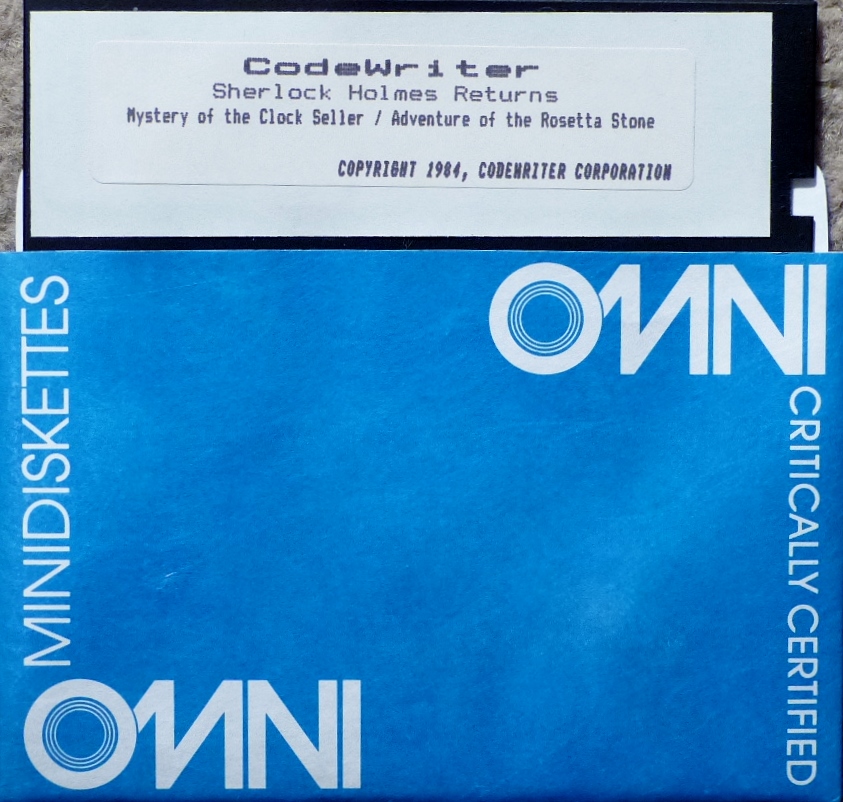 CodeWriter
Sherlock Holmes Returns
Mystery of the Clock Seller / Adventure of the Rosetta Stone
COPYRIGHT 1984, CODEWRITER CORPORATION
OMNI
CRITICALLY CERTIFIED
MINIDISKETTES
OMNI